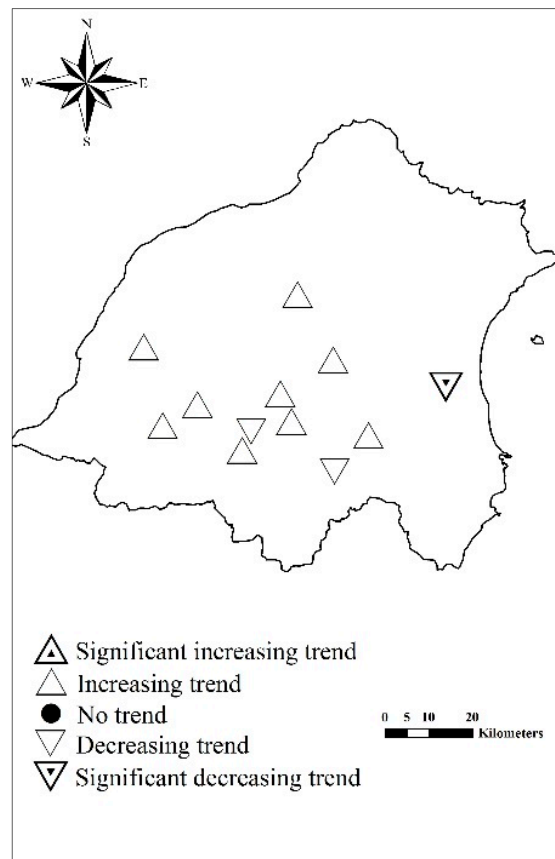 N
W E
S
Significant increasing trend
Increasing trend
No trend
Decreasing trend
Significant decreasing trend
0 5 10 20
Kilometers